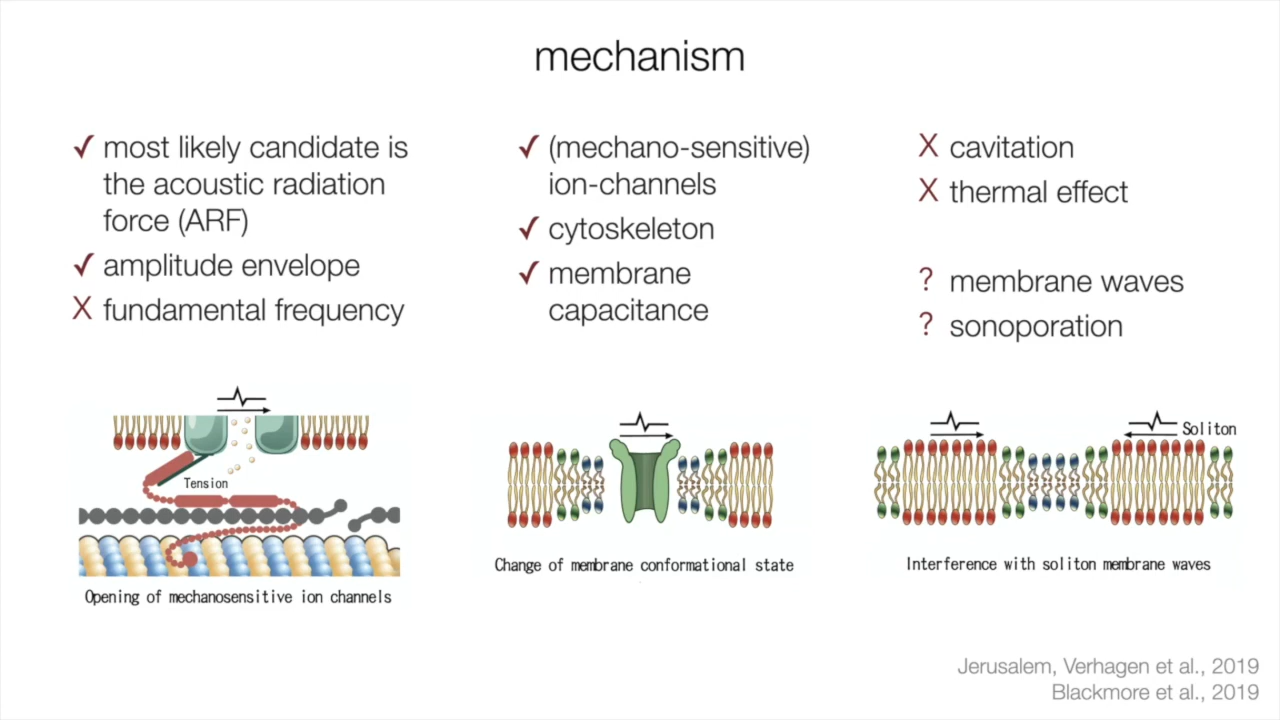 mechanism
✓ most likely candidate is
the acoustic radiation
force (ARF)
✓ amplitude envelope
X fundamental frequency
✓ (mechano-sensitive)
ion-channels
✓ cytoskeleton
✓ membrane
capacitance
X cavitation
X thermal effect
? membrane waves
? sonoporation
Tension
Opening of mechanosensitive ion channels
Change of membrane conformational state
Soliton
Interference with soliton membrane waves
Jerusalem, Verhagen et al., 2019
Blackmore et al., 2019